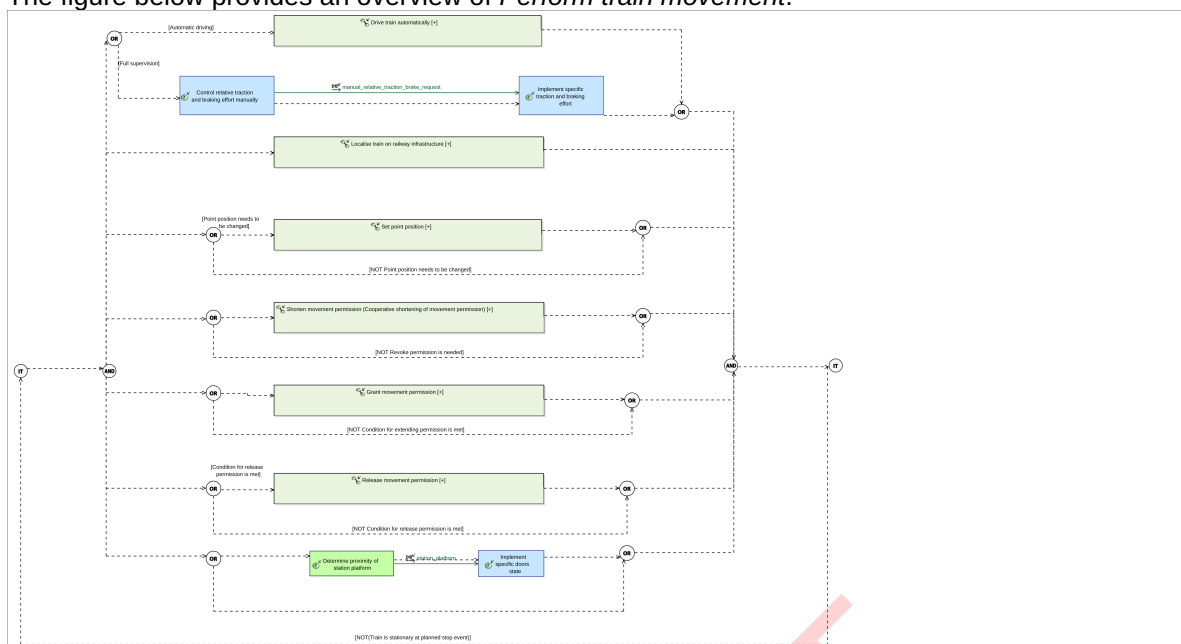 The figure below provides an overview of Perform train movement.
[Automatic driving]
Drive train automatically [+]
OR
[Full supervision]
Control relative traction
and braking effort manually
manual_relative_traction_brake_request
Implement specific
traction and braking
effort
OR
Localise train on railway infrastructure [+]
[Point position needs to
be changed]
OR
Set point position [+]
OR
[NOT Point position needs to be changed]
Shorten movement permission (Cooperative shortening of movement permission) [+]
OR
OR
[NOT Revoke permission is needed]
IT
AND
AND
IT
OR
Grant movement permission [+]
OR
[NOT Condition for extending permission is met]
[Condition for release
permission is met]
OR
Release movement permission [+]
OR
[NOT Condition for release permission is met]
OR
Determine proximity of
station platform
station_platform
Implement
specific doors
state
OR
[NOT(Train is stationary at planned stop event)]